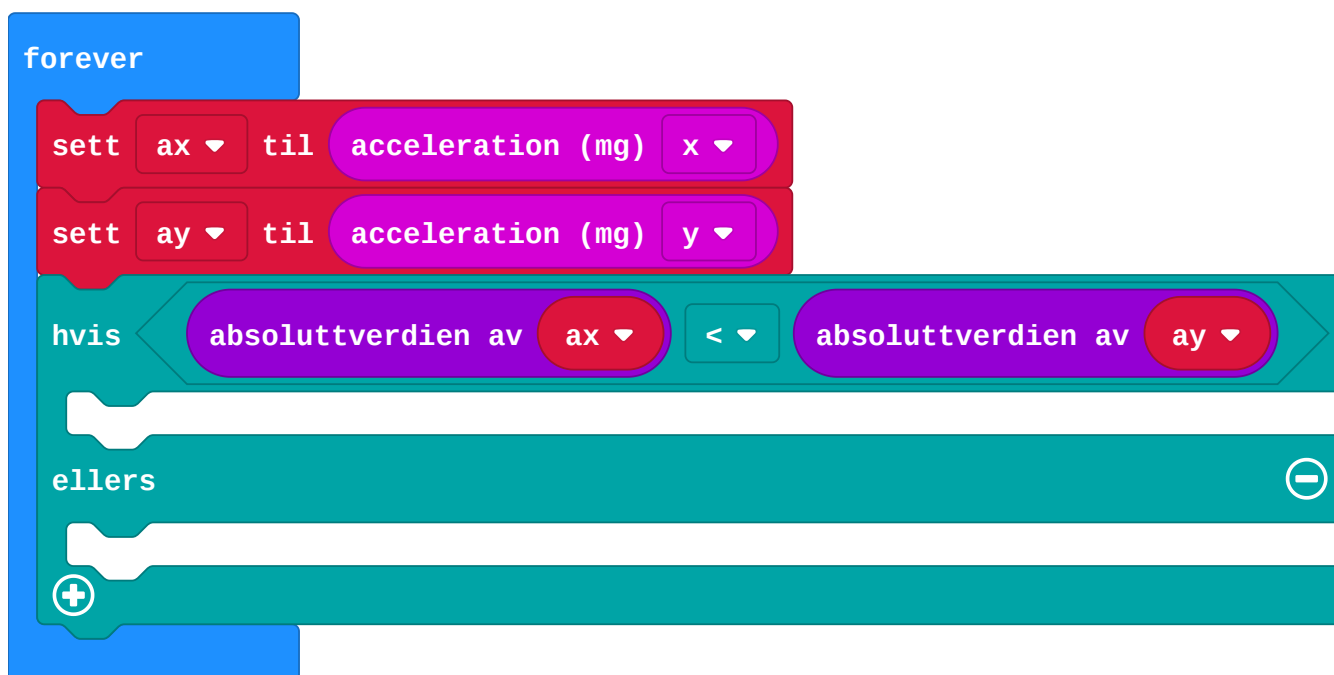 forever
sett ax til acceleration (mg) x
sett ay til acceleration (mg) y
hvis absoluttverdien av ax < absoluttverdien av ay
ellers